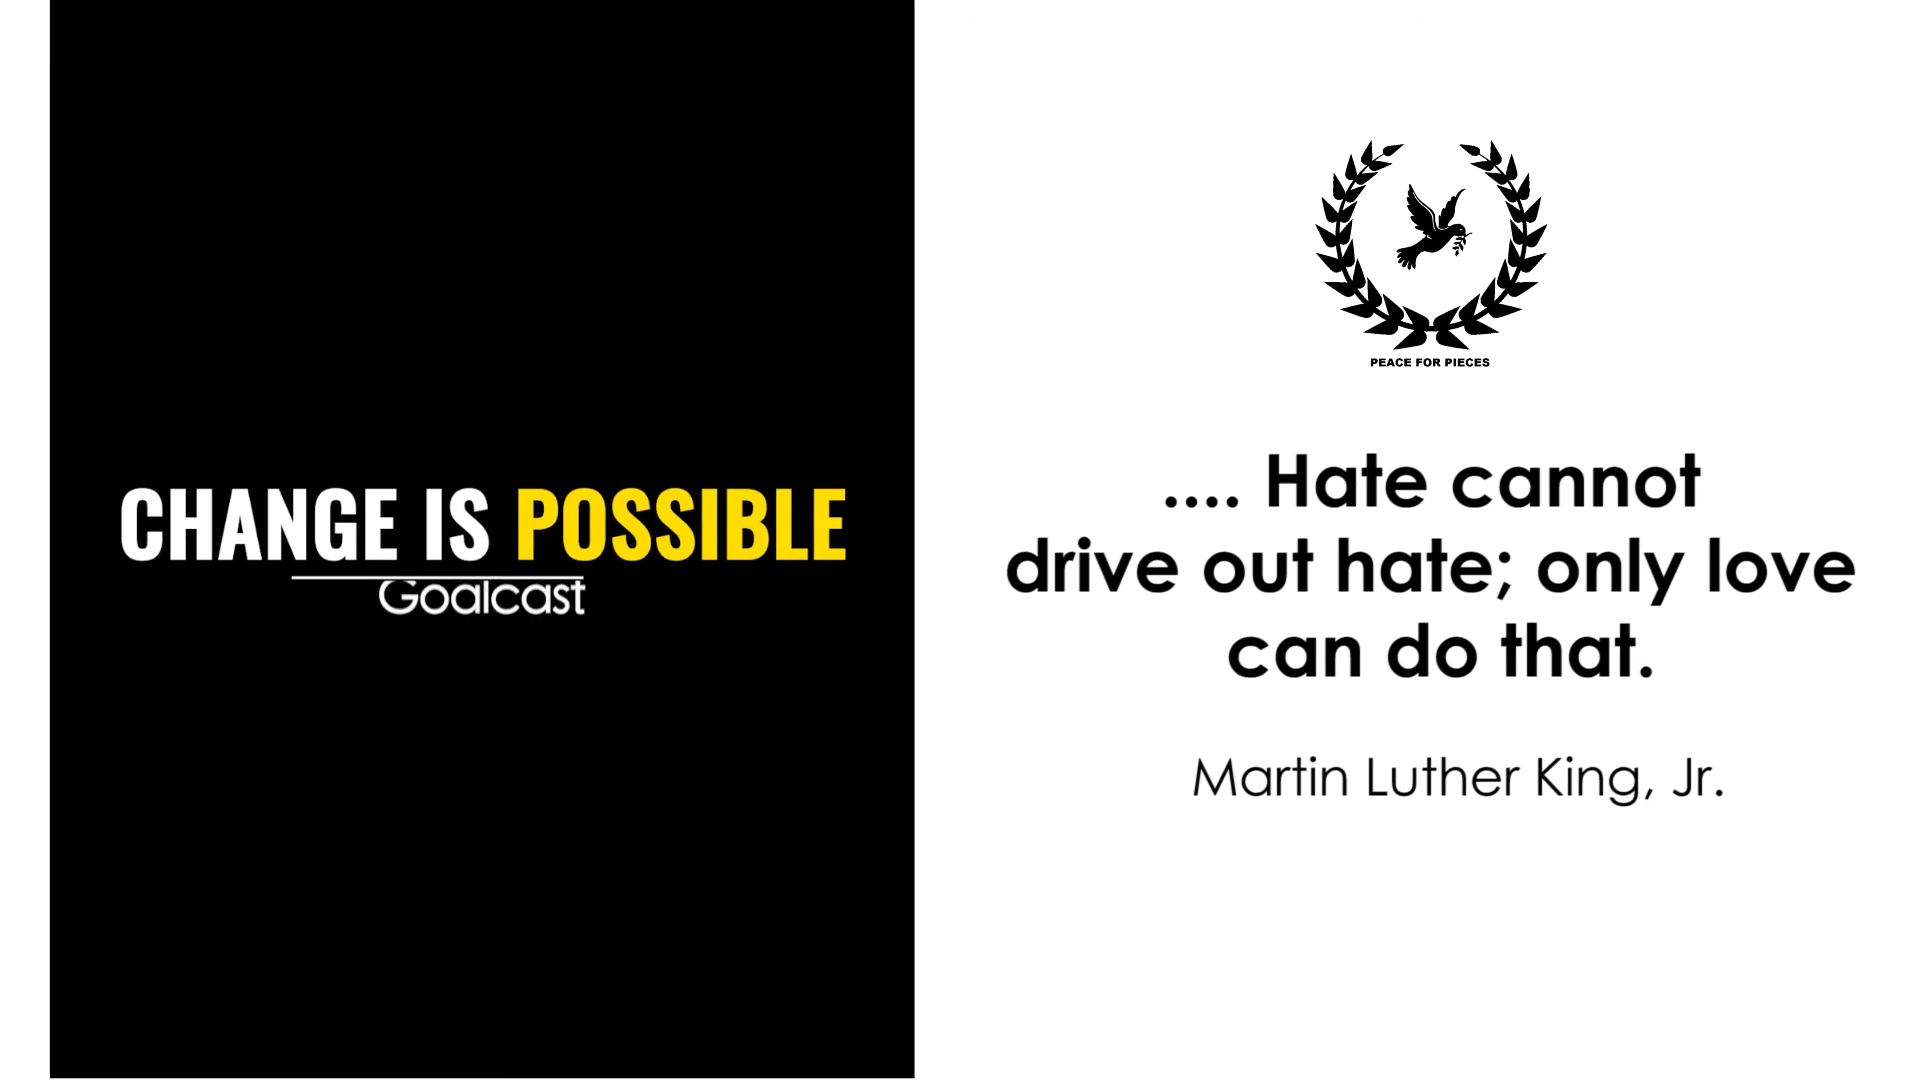 CHANGE IS POSSIBLE
Goalcast
PEACE FOR PIECES
.... Hate cannot
drive out hate; only love
can do that.
Martin Luther King, Jr.